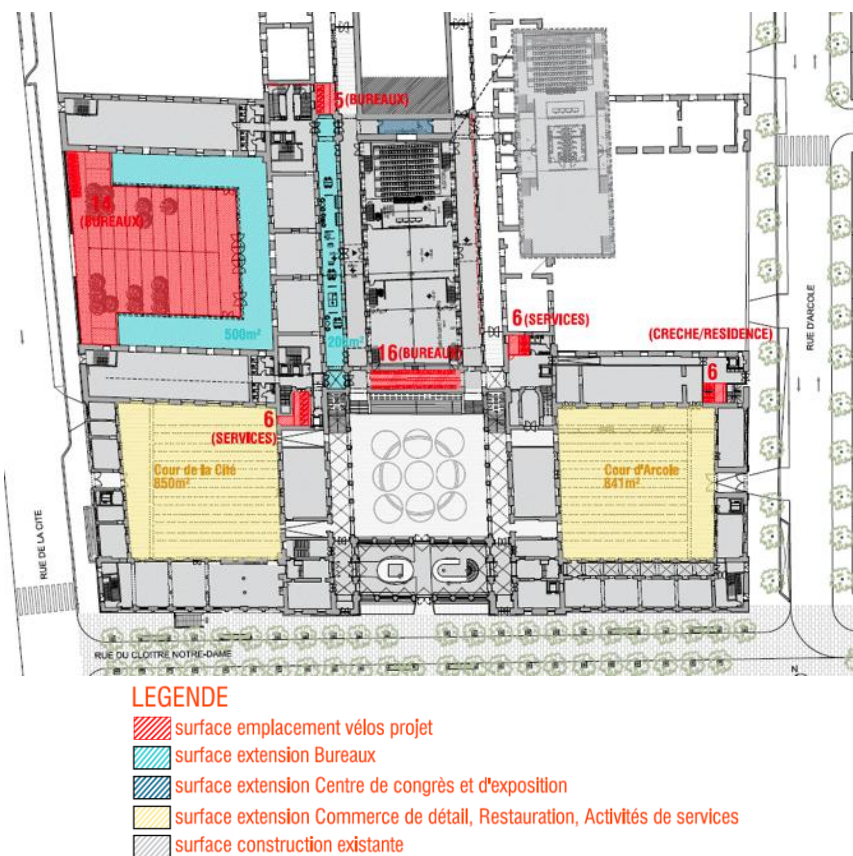 5 (BUREAUX)
14
(BUREAUX)
500m²
200m²
6 (SERVICES)
(CRECHE/RESIDENCE)
RUE D'ARCOLE
16 (BUREAUX)
6
6
(SERVICES)
Cour de la Cité
850m²
Cour d'Arcole
841m²
RUE DE LA CITE
RUE DU CLOITRE NOTRE-DAME
N
LEGENDE
surface emplacement vélos projet
surface extension Bureaux
surface extension Centre de congrès et d'exposition
surface extension Commerce de détail, Restauration, Activités de services
surface construction existante